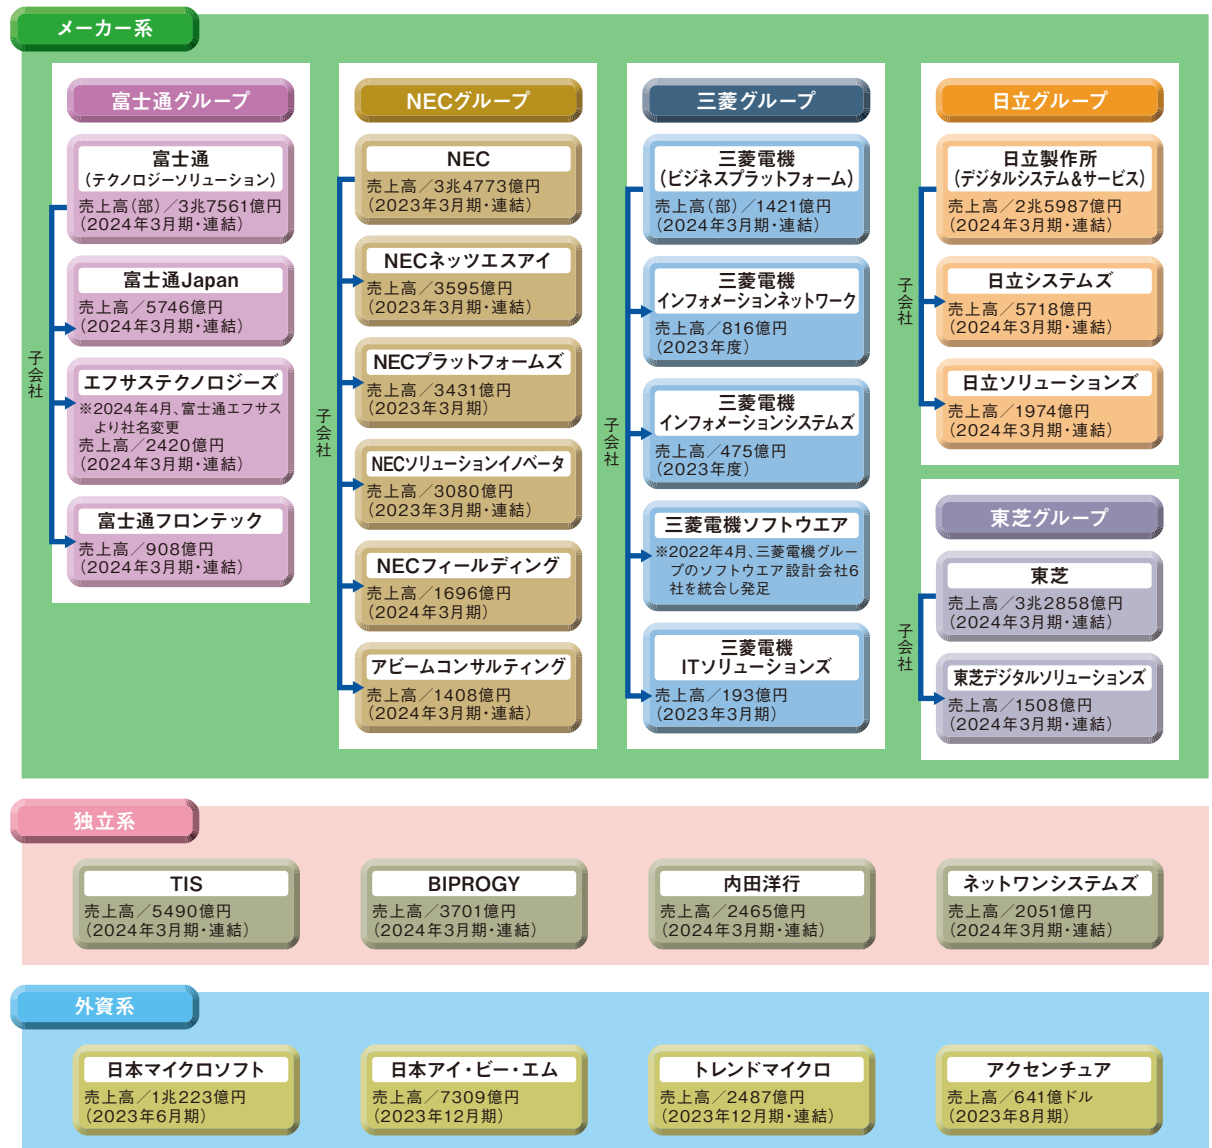 メーカー系
富士通グループ
富士通
(テクノロジーソリューション)
売上高(部)／3兆7561億円
(2024年3月期・連結)
子会社
富士通Japan
売上高／5746億円
(2024年3月期・連結)
エフサステクノロジーズ
※2024年4月、富士通エフサス
より社名変更
売上高／2420億円
(2024年3月期・連結)
富士通フロンテック
売上高／908億円
(2024年3月期・連結)
NECグループ
NEC
売上高／3兆4773億円
(2023年3月期・連結)
子会社
NECネッツエスアイ
売上高／3595億円
(2023年3月期・連結)
NECプラットフォームズ
売上高／3431億円
(2023年3月期)
NECソリューションイノベータ
売上高／3080億円
(2023年3月期・連結)
NECフィールディング
売上高／1696億円
(2024年3月期)
アビームコンサルティング
売上高／1408億円
(2024年3月期・連結)
三菱グループ
三菱電機
(ビジネスプラットフォーム)
売上高(部)／1421億円
(2024年3月期・連結)
子会社
三菱電機
インフォメーションネットワーク
売上高／816億円
(2023年度)
三菱電機
インフォメーションシステムズ
売上高／475億円
(2023年度)
三菱電機ソフトウエア
※2022年4月、三菱電機グルー
プのソフトウエア設計会社6
社を統合し発足
三菱電機
ITソリューションズ
売上高／193億円
(2023年3月期)
日立グループ
日立製作所
(デジタルシステム&サービス)
売上高／2兆5987億円
(2024年3月期・連結)
子会社
日立システムズ
売上高／5718億円
(2024年3月期・連結)
日立ソリューションズ
売上高／1974億円
(2024年3月期・連結)
東芝グループ
東芝
売上高／3兆2858億円
(2024年3月期・連結)
子会社
東芝デジタルソリューションズ
売上高／1508億円
(2024年3月期・連結)
独立系
TIS
売上高／5490億円
(2024年3月期・連結)
BIPROGY
売上高／3701億円
(2024年3月期・連結)
内田洋行
売上高／2465億円
(2024年3月期・連結)
ネットワンシステムズ
売上高／2051億円
(2024年3月期・連結)
外資系
日本マイクロソフト
売上高／1兆223億円
(2023年6月期)
日本アイ・ビー・エム
売上高／7309億円
(2023年12月期)
トレンドマイクロ
売上高／2487億円
(2023年12月期・連結)
アクセンチュア
売上高／641億ドル
(2023年8月期)